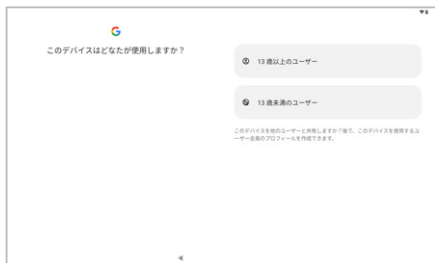 このデバイスはどなたが使用しますか？
13 歳以上のユーザー
13 歳未満のユーザー
このデバイスを他のユーザーと共有しますか？後で、このデバイスを使用するユ
ーザー全員のプロフィールを作成できます。